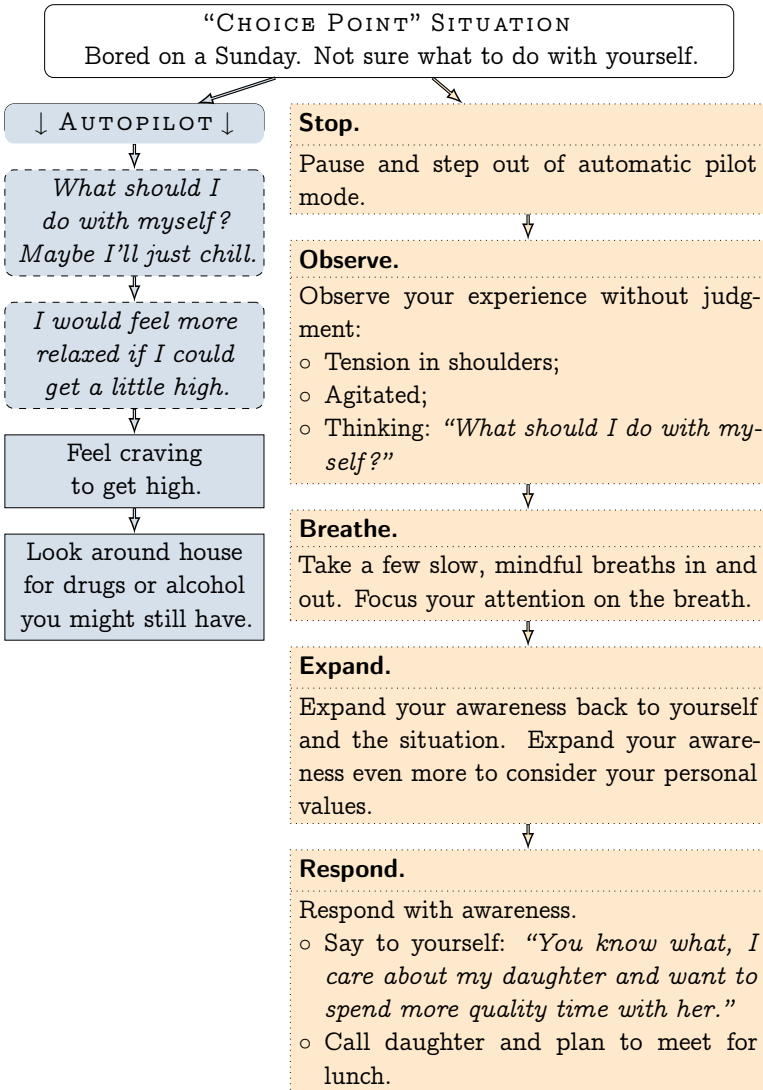 “CHOICE POINT” SITUATION
Bored on a Sunday. Not sure what to do with yourself.
↓ AUTOPILOT ↓
What should I
do with myself?
Maybe I'll just chill.
I would feel more
relaxed if I could
get a little high.
Feel craving
to get high.
Look around house
for drugs or alcohol
you might still have.
Stop.
Pause and step out of automatic pilot
mode.
Observe.
Observe your experience without judg-
ment:
○ Tension in shoulders;
○ Agitated;
○ Thinking: “What should I do with my-
self?”
Breathe.
Take a few slow, mindful breaths in and
out. Focus your attention on the breath.
Expand.
Expand your awareness back to yourself
and the situation. Expand your aware-
ness even more to consider your personal
values.
Respond.
Respond with awareness.
○ Say to yourself: “You know what, I
care about my daughter and want to
spend more quality time with her.”
○ Call daughter and plan to meet for
lunch.